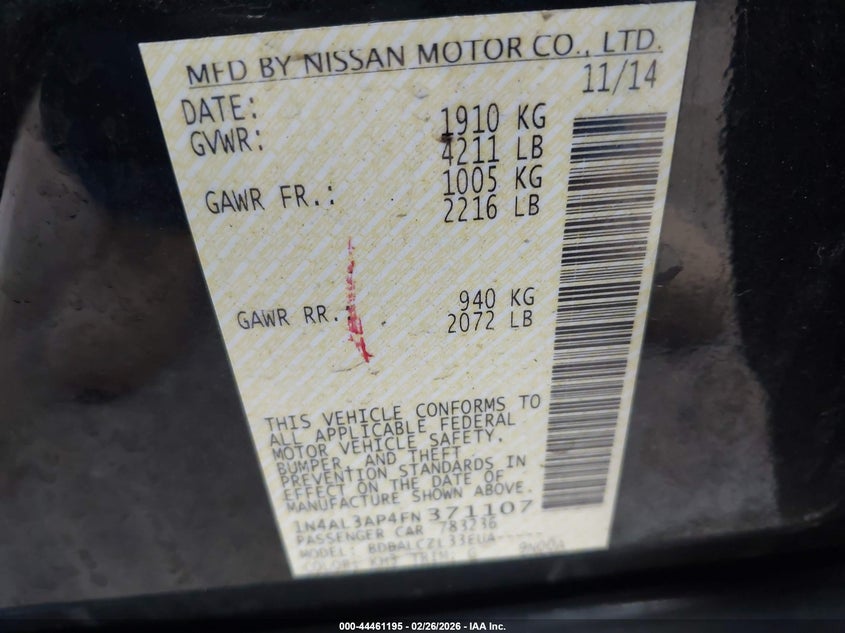 MFD BY NISSAN MOTOR CO., LTD.
DATE: 11/14
GVWR: 1910 KG
4211 LB
GAWR FR.: 1005 KG
2216 LB
GAWR RR.: 940 KG
2072 LB
THIS VEHICLE CONFORMS TO
ALL APPLICABLE FEDERAL
MOTOR VEHICLE SAFETY,
BUMPER, AND THEFT
PREVENTION STANDARDS IN
EFFECT ON THE DATE OF
MANUFACTURE SHOWN ABOVE.
1N4AL3AP4FN371107
PASSENGER CAR 783236
MODEL:
COLOR: TRIM: G
000-44461195 - 02/26/2026 - IAA Inc.